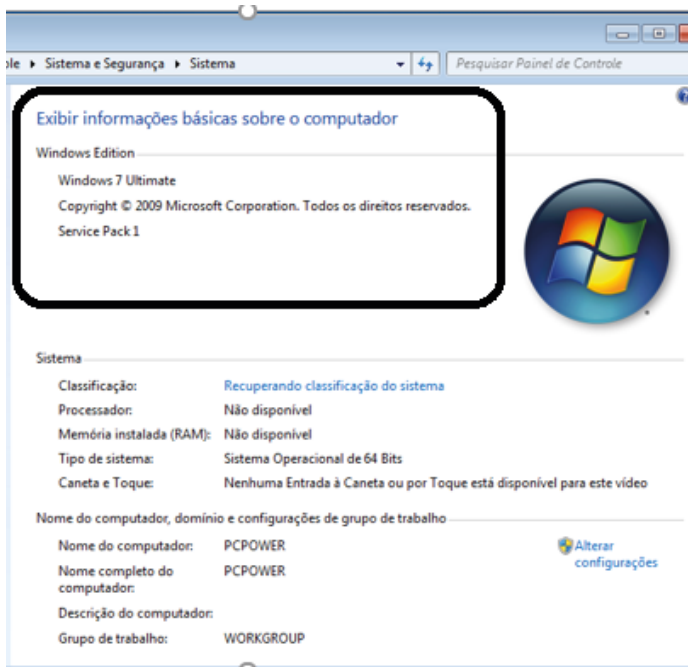 ole ▸ Sistema e Segurança ▸ Sistema
Pesquisar Painel de Controle
Exibir informações básicas sobre o computador
Windows Edition
Windows 7 Ultimate
Copyright © 2009 Microsoft Corporation. Todos os direitos reservados.
Service Pack 1
Sistema
Classificação: Recuperando classificação do sistema
Processador: Não disponível
Memória instalada (RAM): Não disponível
Tipo de sistema: Sistema Operacional de 64 Bits
Caneta e Toque: Nenhuma Entrada à Caneta ou por Toque está disponível para este vídeo
Nome do computador, domínio e configurações de grupo de trabalho
Nome do computador: PCPOWER
Alterar
configurações
Nome completo do
computador: PCPOWER
Descrição do computador:
Grupo de trabalho: WORKGROUP